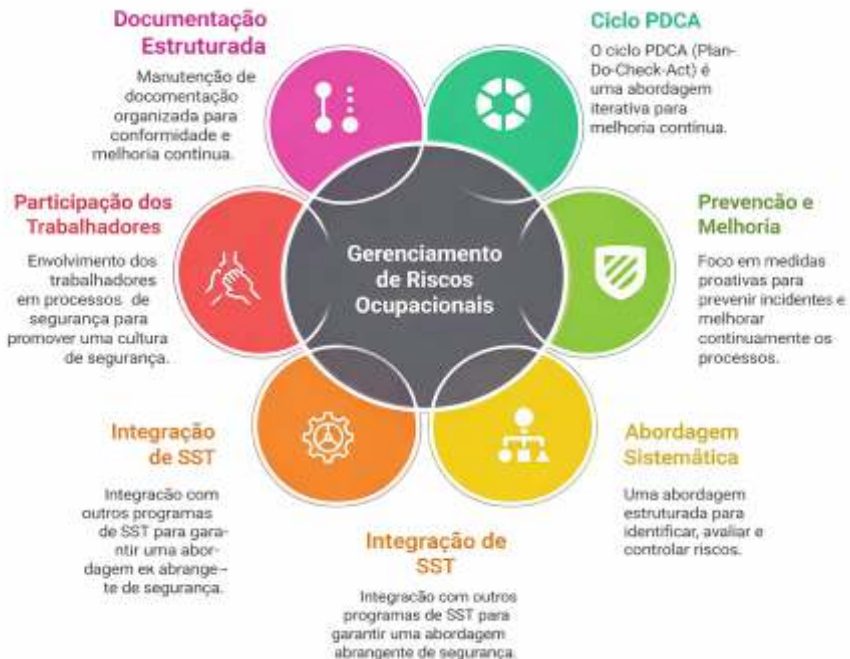 Documentação
Estruturada
Manutenção de
documentação
organizada para
conformidade e
melhoria contínua.
Ciclo PDCA
O ciclo PDCA (Plan-
Do-Check-Act) é
uma abordagem
iterativa para
melhoria contínua.
Participação dos
Trabalhadores
Envolvimento dos
trabalhadores
em processos de
segurança para
promover uma cultura
de segurança.
Gerenciamento
de Riscos
Ocupacionais
Prevencão e
Melhoria
Foco em medidas
proativas para
prevenir incidentes e
melhorar
continuamente os
processos.
Integração
de SST
Integracão com
outros programas
de SST para garan-
tir uma abor-
dagem ex abrange-
te de segurança.
Integração de
SST
Integracão com outros
programas de SST para
garantir uma abordagem
abrangente de segurança.
Abordagem
Sistemática
Uma abordagem
estruturada para
identificar, avaliar e
controlar riscos.